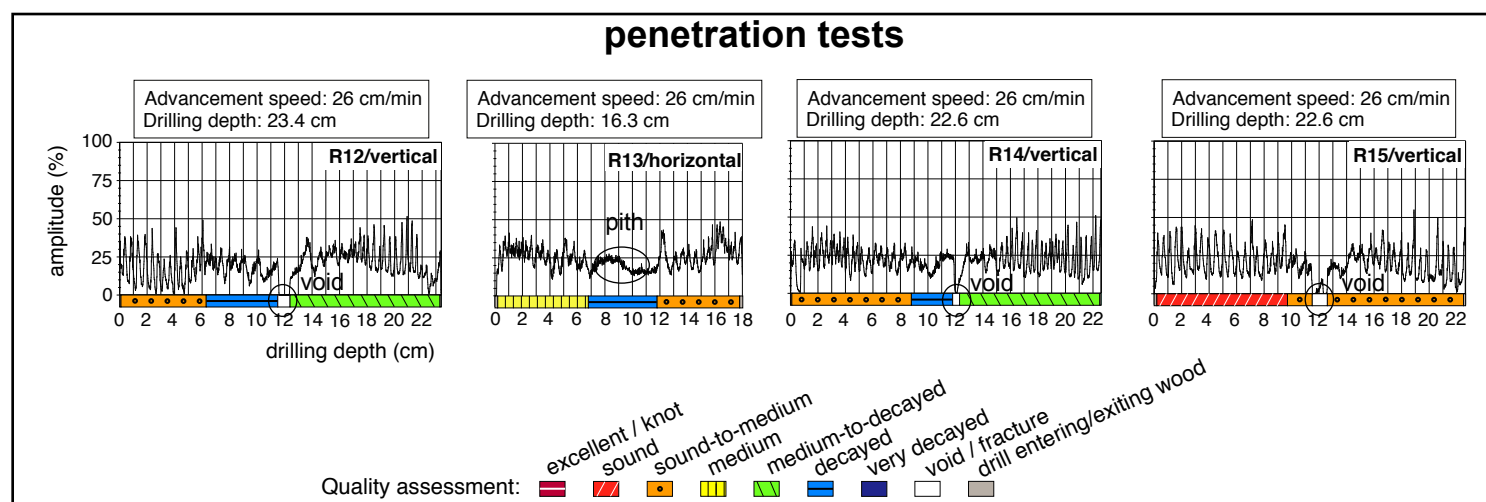 penetration tests
Advancement speed: 26 cm/min
Drilling depth: 23.4 cm
Advancement speed: 26 cm/min
Drilling depth: 16.3 cm
Advancement speed: 26 cm/min
Drilling depth: 22.6 cm
Advancement speed: 26 cm/min
Drilling depth: 22.6 cm
amplitude (%)
100
75
50
25
0
R12/vertical
void
0 2 4 6 8 10 12 14 16 18 20 22
drilling depth (cm)
R13/horizontal
pith
0 2 4 6 8 10 12 14 16 18
R14/vertical
void
0 2 4 6 8 10 12 14 16 18 20 22
R15/vertical
void
0 2 4 6 8 10 12 14 16 18 20 22
Quality assessment:
excellent / knot
sound
sound-to-medium
medium
medium-to-decayed
decayed
very decayed
void / fracture
drill entering/exiting wood